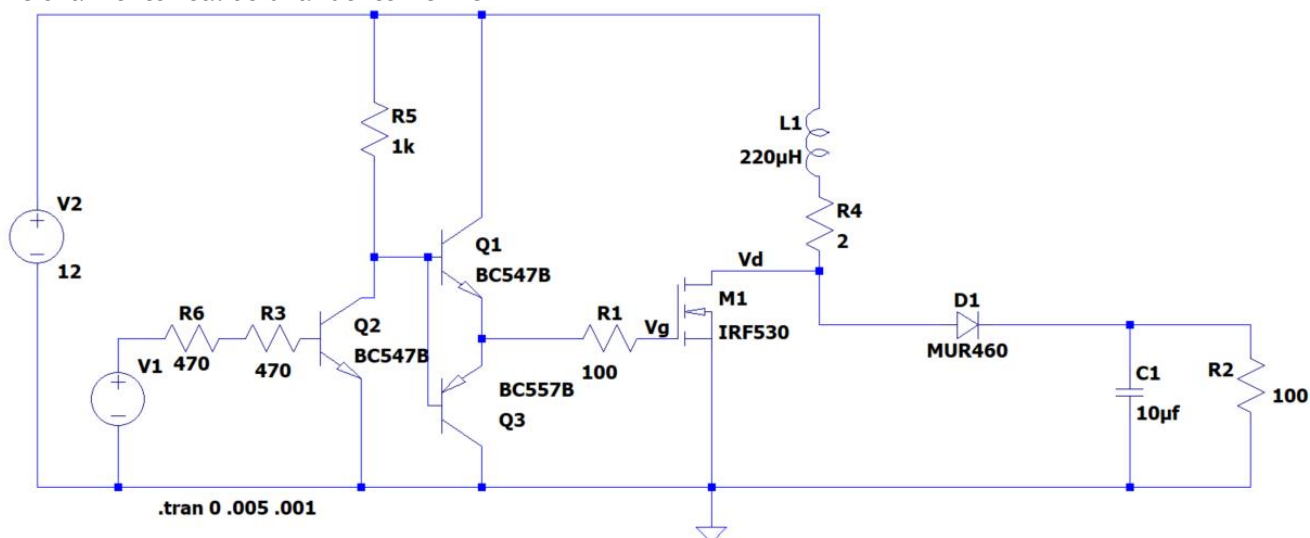 R5
1k
L1
220µH
V2
12
R4
2
Q1
BC547B
Vd
M1
IRF530
D1
MUR460
R6
470
R3
470
Q2
BC547B
R1
100
Vg
V1
BC557B
Q3
C1
10µf
R2
100
.tran 0 .005 .001